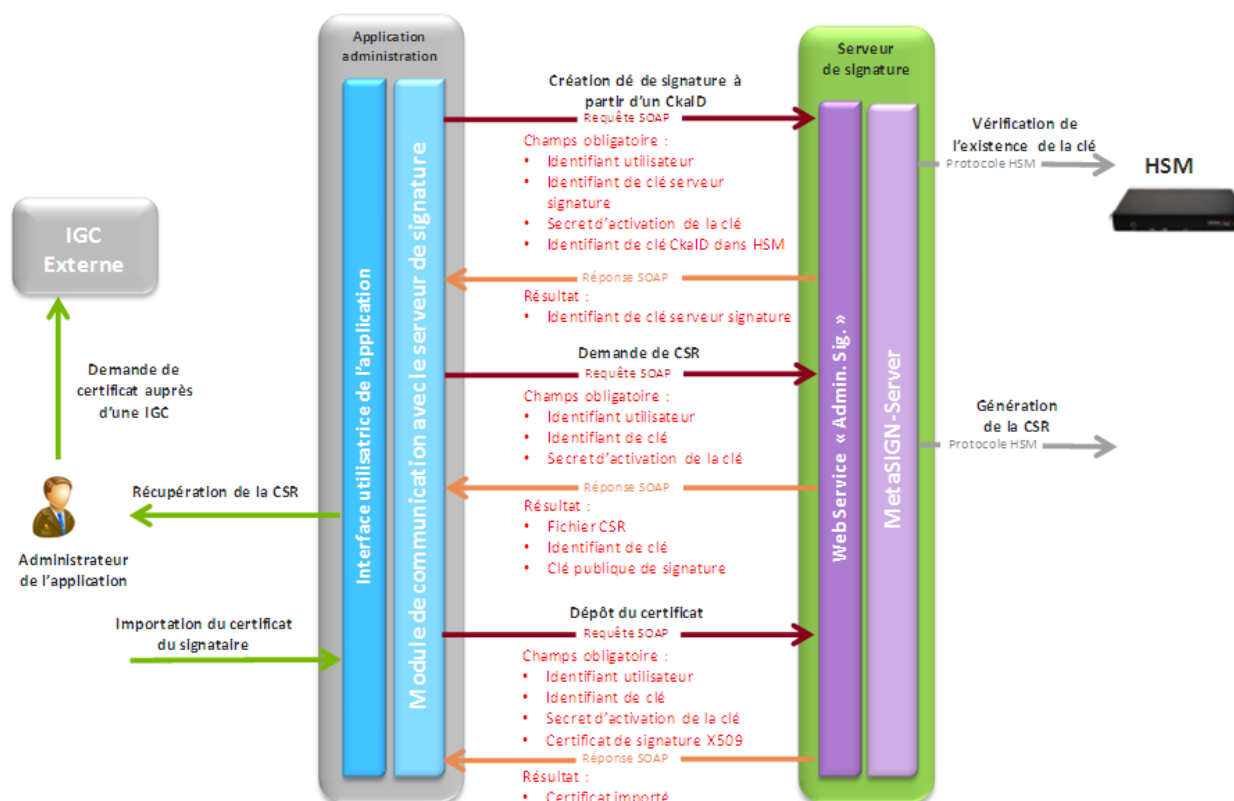 Application
administration
Serveur
de signature
Interface utilisatrice de l'application
Module de communication avec le serveur de signature
WebService « Admin. Sig. »
MetaSIGN-Server
IGC
Externe
Demande de
certificat auprès
d'une IGC
Récupération de la CSR
Administrateur
de l'application
Importation du certificat
du signataire
Création dé de signature à
partir d'un CkaID
Requête SOAP
Champs obligatoire :
• Identifiant utilisateur
• Identifiant de clé serveur
signature
• Secret d'activation de la clé
• Identifiant de clé CkaID dans HSM
Réponse SOAP
Résultat :
• Identifiant de clé serveur signature
Demande de CSR
Requête SOAP
Champs obligatoire :
• Identifiant utilisateur
• Identifiant de clé
• Secret d'activation de la clé
Réponse SOAP
Résultat :
• Fichier CSR
• Identifiant de clé
• Clé publique de signature
Dépôt du certificat
Requête SOAP
Champs obligatoire :
• Identifiant utilisateur
• Identifiant de clé
• Secret d'activation de la clé
• Certificat de signature X509
Réponse SOAP
Résultat :
• Certificat importé
Vérification de
l'existence de la clé
Protocole HSM
HSM
Génération
de la CSR
Protocole HSM